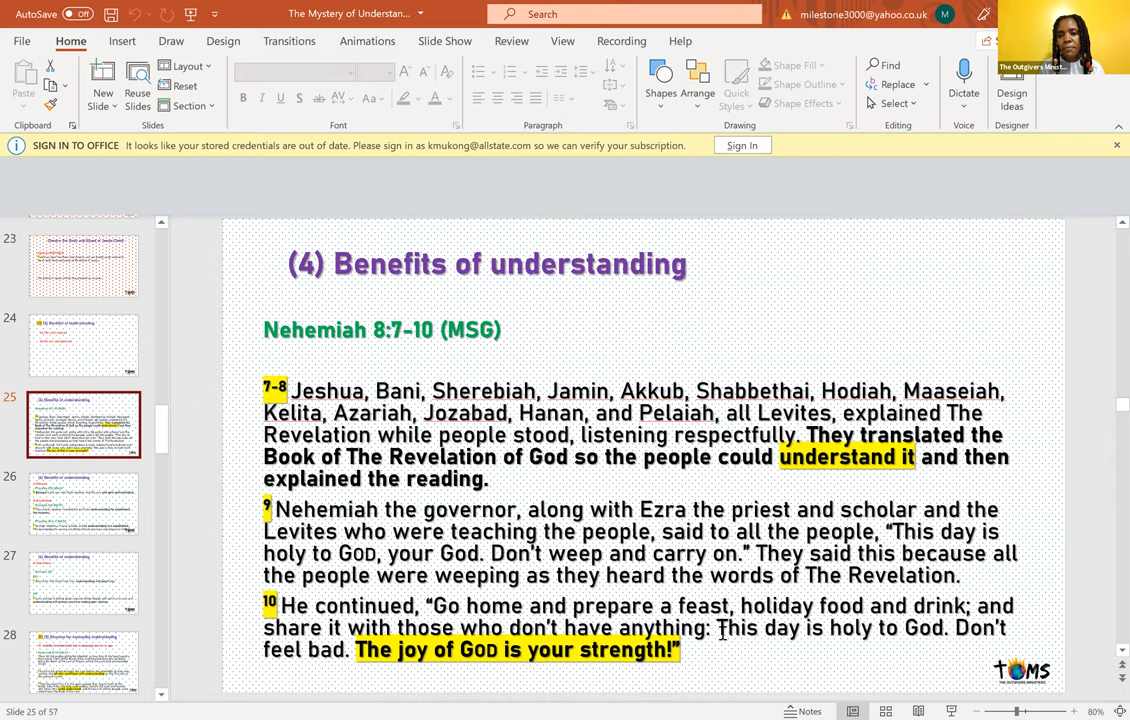 AutoSave Off The Mystery of Understan... Search milestone3000@yahoo.co.uk M
File Home Insert Draw Design Transitions Animations Slide Show Review View Recording Help
The Outgivers Minist...
Paste New Slide Reuse Slides Layout Reset Section
B I U S ab AV Aa A
Shapes Arrange Quick Styles Shape Fill Shape Outline Shape Effects
Find Replace Select Dictate Design Ideas
Clipboard Slides Font Paragraph Drawing Editing Voice Designer
SIGN IN TO OFFICE It looks like your stored credentials are out of date. Please sign in as kmukong@allstate.com so we can verify your subscription. Sign In
23
24
25
26
27
28
(4) Benefits of understanding
Nehemiah 8:7-10 (MSG)
7-8 Jeshua, Bani, Sherebiah, Jamin, Akkub, Shabbethai, Hodiah, Maaseiah,
Kelita, Azariah, Jozabad, Hanan, and Pelaiah, all Levites, explained The
Revelation while people stood, listening respectfully. They translated the
Book of The Revelation of God so the people could understand it and then
explained the reading.
9 Nehemiah the governor, along with Ezra the priest and scholar and the
Levites who were teaching the people, said to all the people, “This day is
holy to GOD, your God. Don’t weep and carry on.” They said this because all
the people were weeping as they heard the words of The Revelation.
10 He continued, “Go home and prepare a feast, holiday food and drink; and
share it with those who don’t have anything: This day is holy to God. Don’t
feel bad. The joy of GOD is your strength!”
TOMS
THE OUTGIVERS MINISTRIES
Slide 25 of 57 Notes 80%